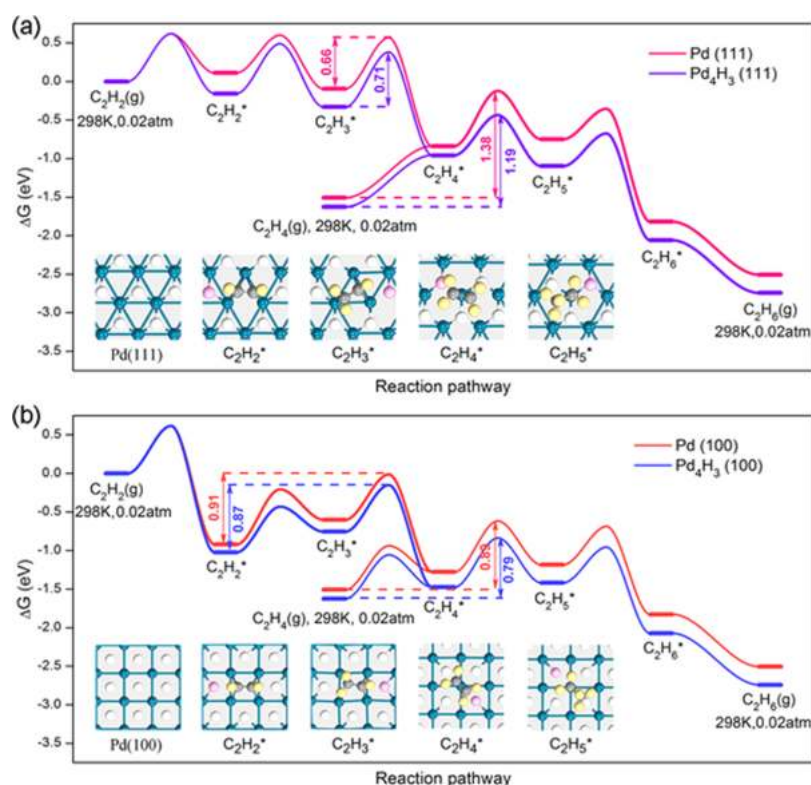 (a)
Pd (111)
Pd₄H₃ (111)
0.5
0.0
-0.5
-1.0
-1.5
-2.0
-2.5
-3.0
-3.5
ΔG (eV)
C₂H₂(g)
298K,0.02atm
C₂H₂*
C₂H₃*
0.66
0.71
C₂H₄*
1.38
1.19
C₂H₅*
C₂H₄(g), 298K, 0.02atm
C₂H₆*
C₂H₆(g)
298K,0.02atm
Pd(111)
C₂H₂*
C₂H₃*
C₂H₄*
C₂H₅*
Reaction pathway
(b)
Pd (100)
Pd₄H₃ (100)
0.5
0.0
-0.5
-1.0
-1.5
-2.0
-2.5
-3.0
-3.5
ΔG (eV)
C₂H₂(g)
298K,0.02atm
0.91
0.87
C₂H₂*
C₂H₃*
0.89
0.79
C₂H₄(g), 298K, 0.02atm
C₂H₄*
C₂H₅*
C₂H₆*
C₂H₆(g)
298K,0.02atm
Pd(100)
C₂H₂*
C₂H₃*
C₂H₄*
C₂H₅*
Reaction pathway